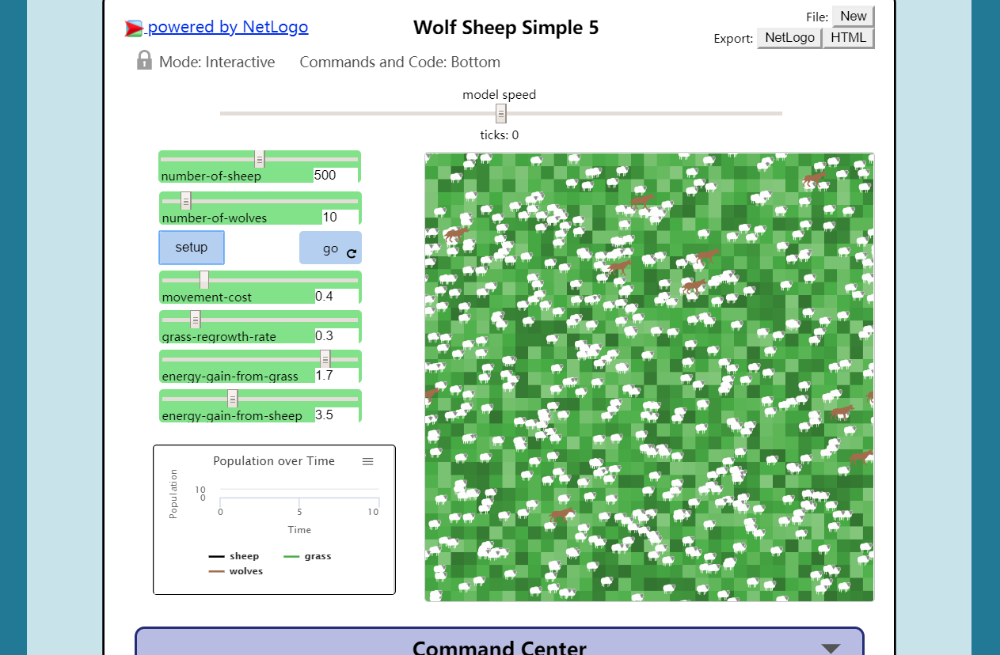 powered by NetLogo
Wolf Sheep Simple 5
File: New
Export: NetLogo HTML
Mode: Interactive Commands and Code: Bottom
model speed
ticks: 0
number-of-sheep 500
number-of-wolves 10
setup go
movement-cost 0.4
grass-regrowth-rate 0.3
energy-gain-from-grass 1.7
energy-gain-from-sheep 3.5
Population over Time
Population
10
0
0 5 10
Time
sheep grass
wolves
Command Center